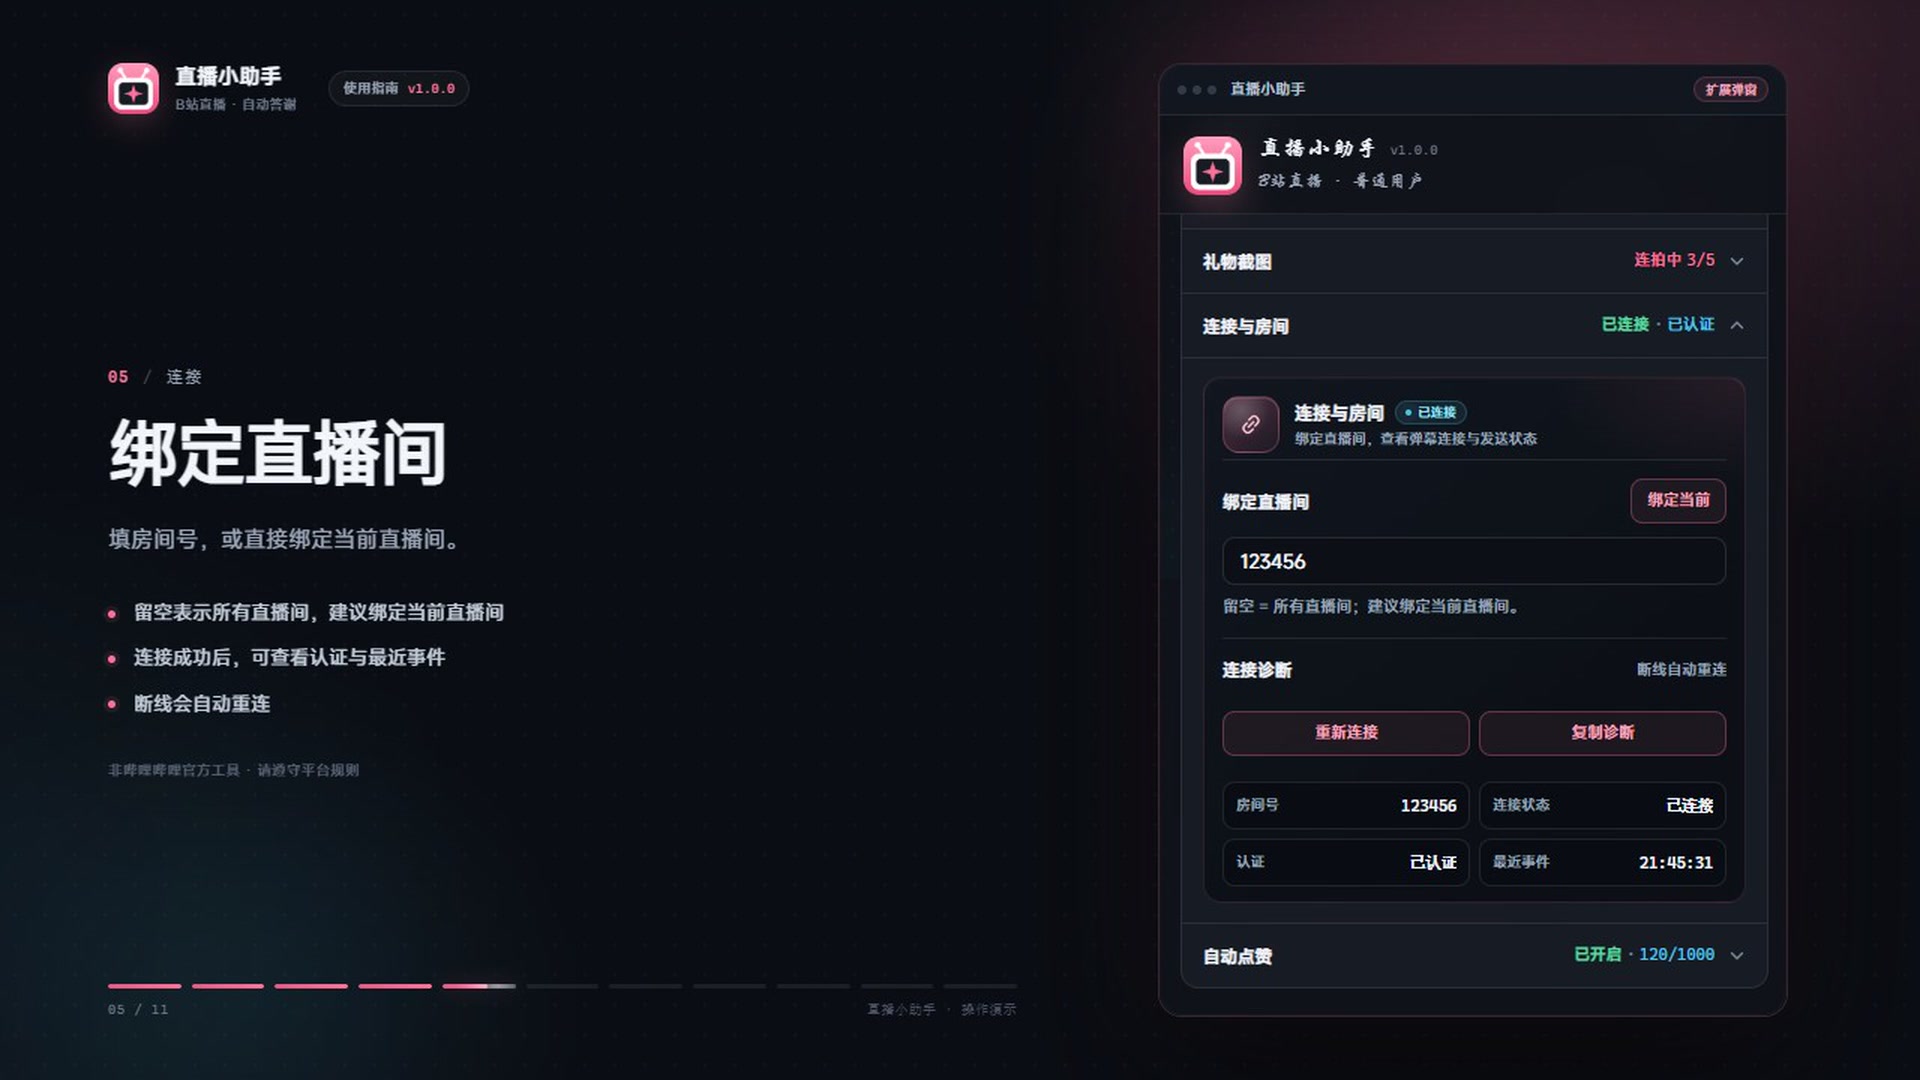 直播小助手
B站直播 · 自动答谢
使用指南 v1.0.0
05 / 连接
绑定直播间
填房间号，或直接绑定当前直播间。
留空表示所有直播间，建议绑定当前直播间
连接成功后，可查看认证与最近事件
断线会自动重连
非哔哩哔哩官方工具 · 请遵守平台规则
05 / 11
直播小助手 · 操作演示
直播小助手
扩展弹窗
直播小助手 v1.0.0
B站直播 · 普通用户
礼物截图 连拍中 3/5
连接与房间 已连接 · 已认证
连接与房间 已连接
绑定直播间，查看弹幕连接与发送状态
绑定直播间 绑定当前
123456
留空 = 所有直播间；建议绑定当前直播间。
连接诊断 断线自动重连
重新连接 复制诊断
房间号 123456 连接状态 已连接
认证 已认证 最近事件 21:45:31
自动点赞 已开启 · 120/1000